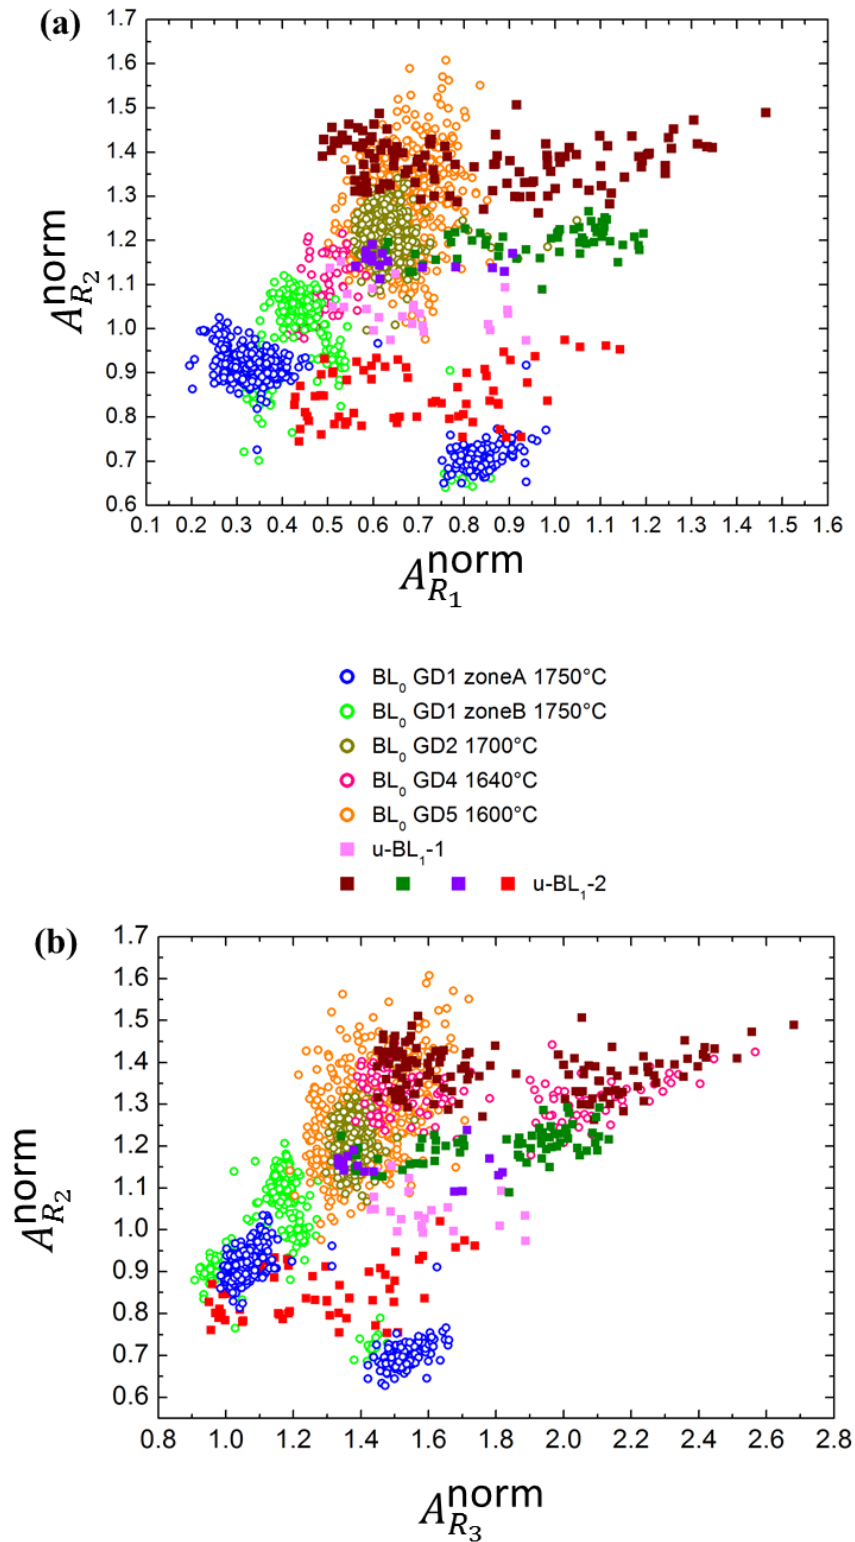 (a)
1.7
1.6
1.5
1.4
1.3
1.2
1.1
1.0
0.9
0.8
0.7
0.6
A_{R_2}^{norm}
0.1 0.2 0.3 0.4 0.5 0.6 0.7 0.8 0.9 1.0 1.1 1.2 1.3 1.4 1.5 1.6
A_{R_1}^{norm}
BL₀ GD1 zoneA 1750°C
BL₀ GD1 zoneB 1750°C
BL₀ GD2 1700°C
BL₀ GD4 1640°C
BL₀ GD5 1600°C
u-BL₁-1
u-BL₁-2
(b)
1.7
1.6
1.5
1.4
1.3
1.2
1.1
1.0
0.9
0.8
0.7
0.6
A_{R_2}^{norm}
0.8 1.0 1.2 1.4 1.6 1.8 2.0 2.2 2.4 2.6 2.8
A_{R_3}^{norm}